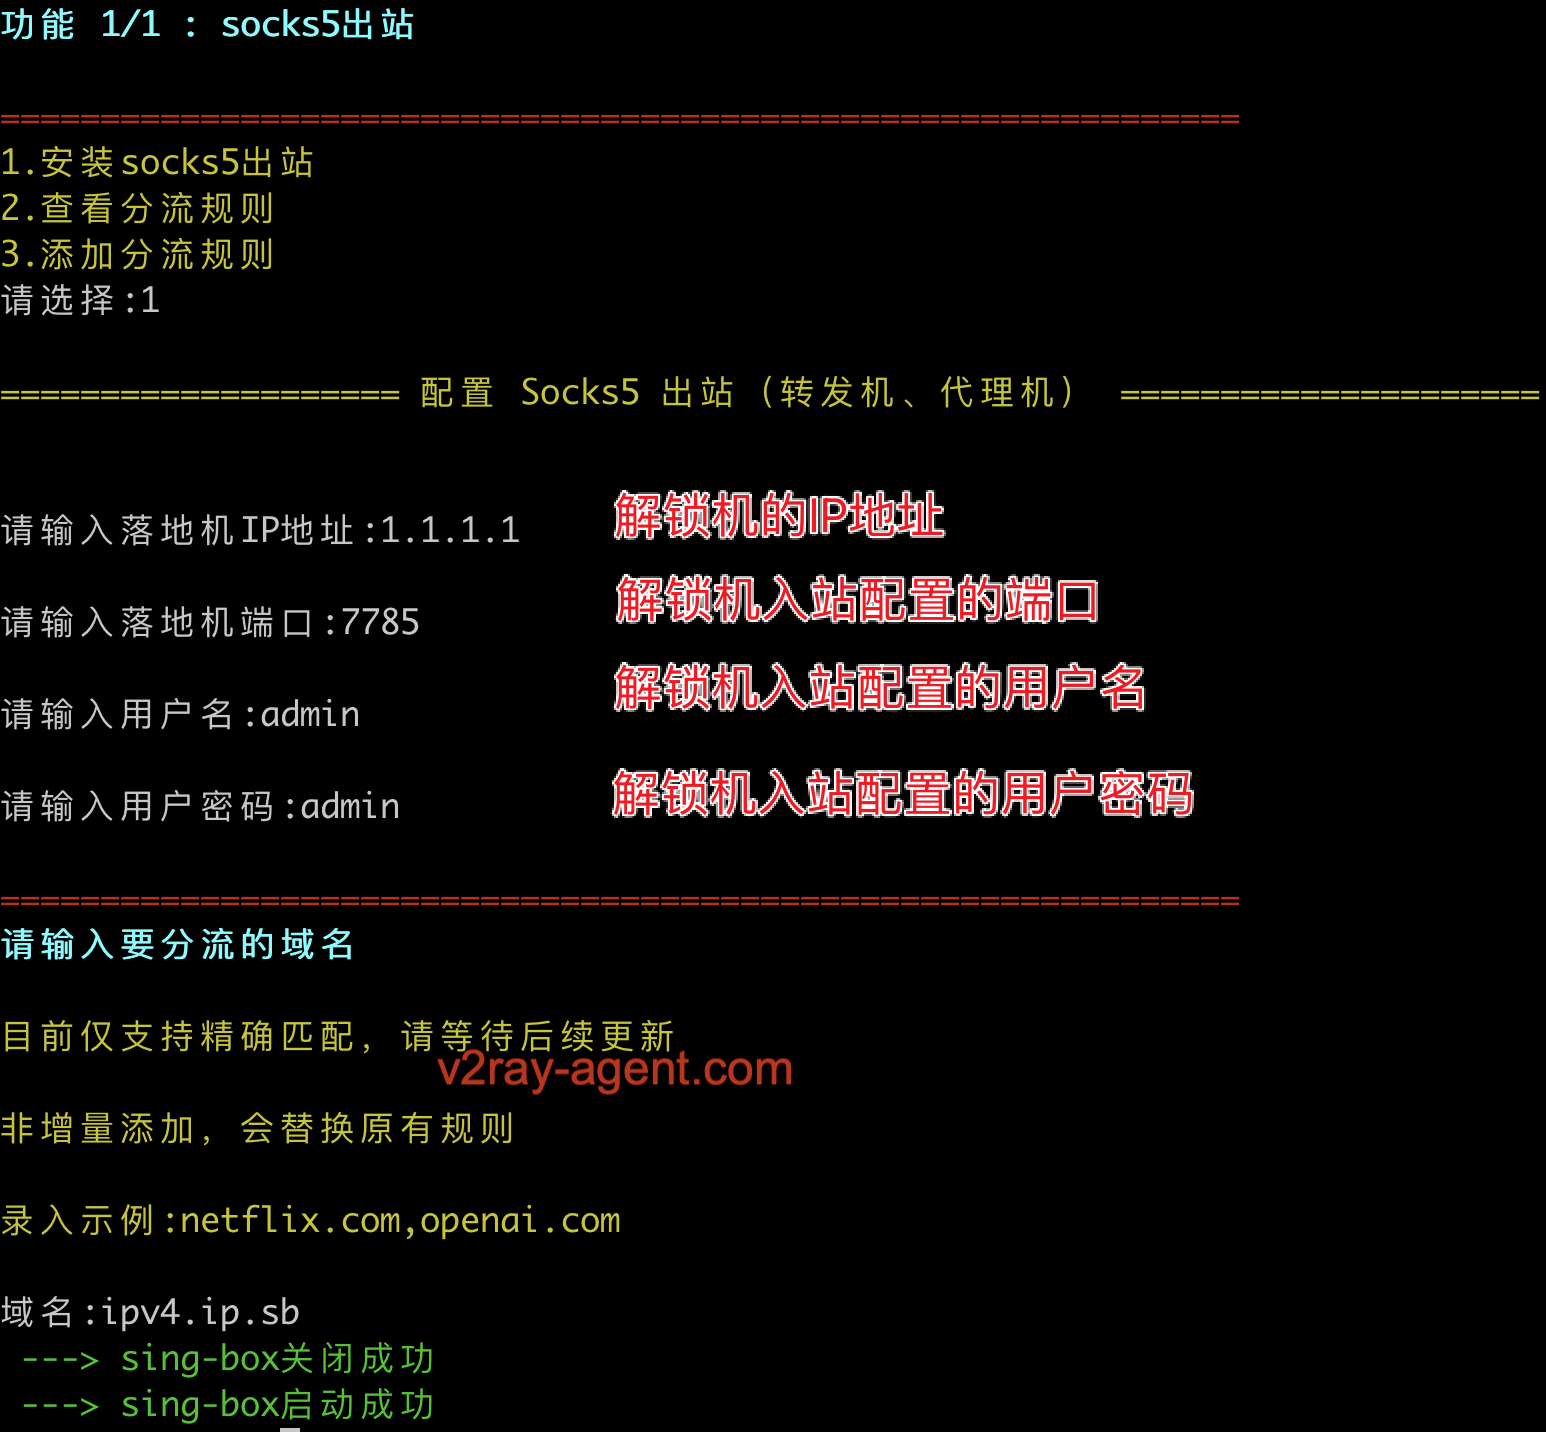 功能 1/1 : socks5出站
==============================================================
1.安装socks5出站
2.查看分流规则
3.添加分流规则
请选择:1
==================== 配置 Socks5 出站（转发机、代理机） =====================
请输入落地机IP地址:1.1.1.1 解锁机的IP地址
请输入落地机端口:7785 解锁机入站配置的端口
请输入用户名:admin 解锁机入站配置的用户名
请输入用户密码:admin 解锁机入站配置的用户密码
==============================================================
请输入要分流的域名
目前仅支持精确匹配，请等待后续更新
v2ray-agent.com
非增量添加，会替换原有规则
录入示例:netflix.com,openai.com
域名:ipv4.ip.sb
---> sing-box关闭成功
---> sing-box启动成功